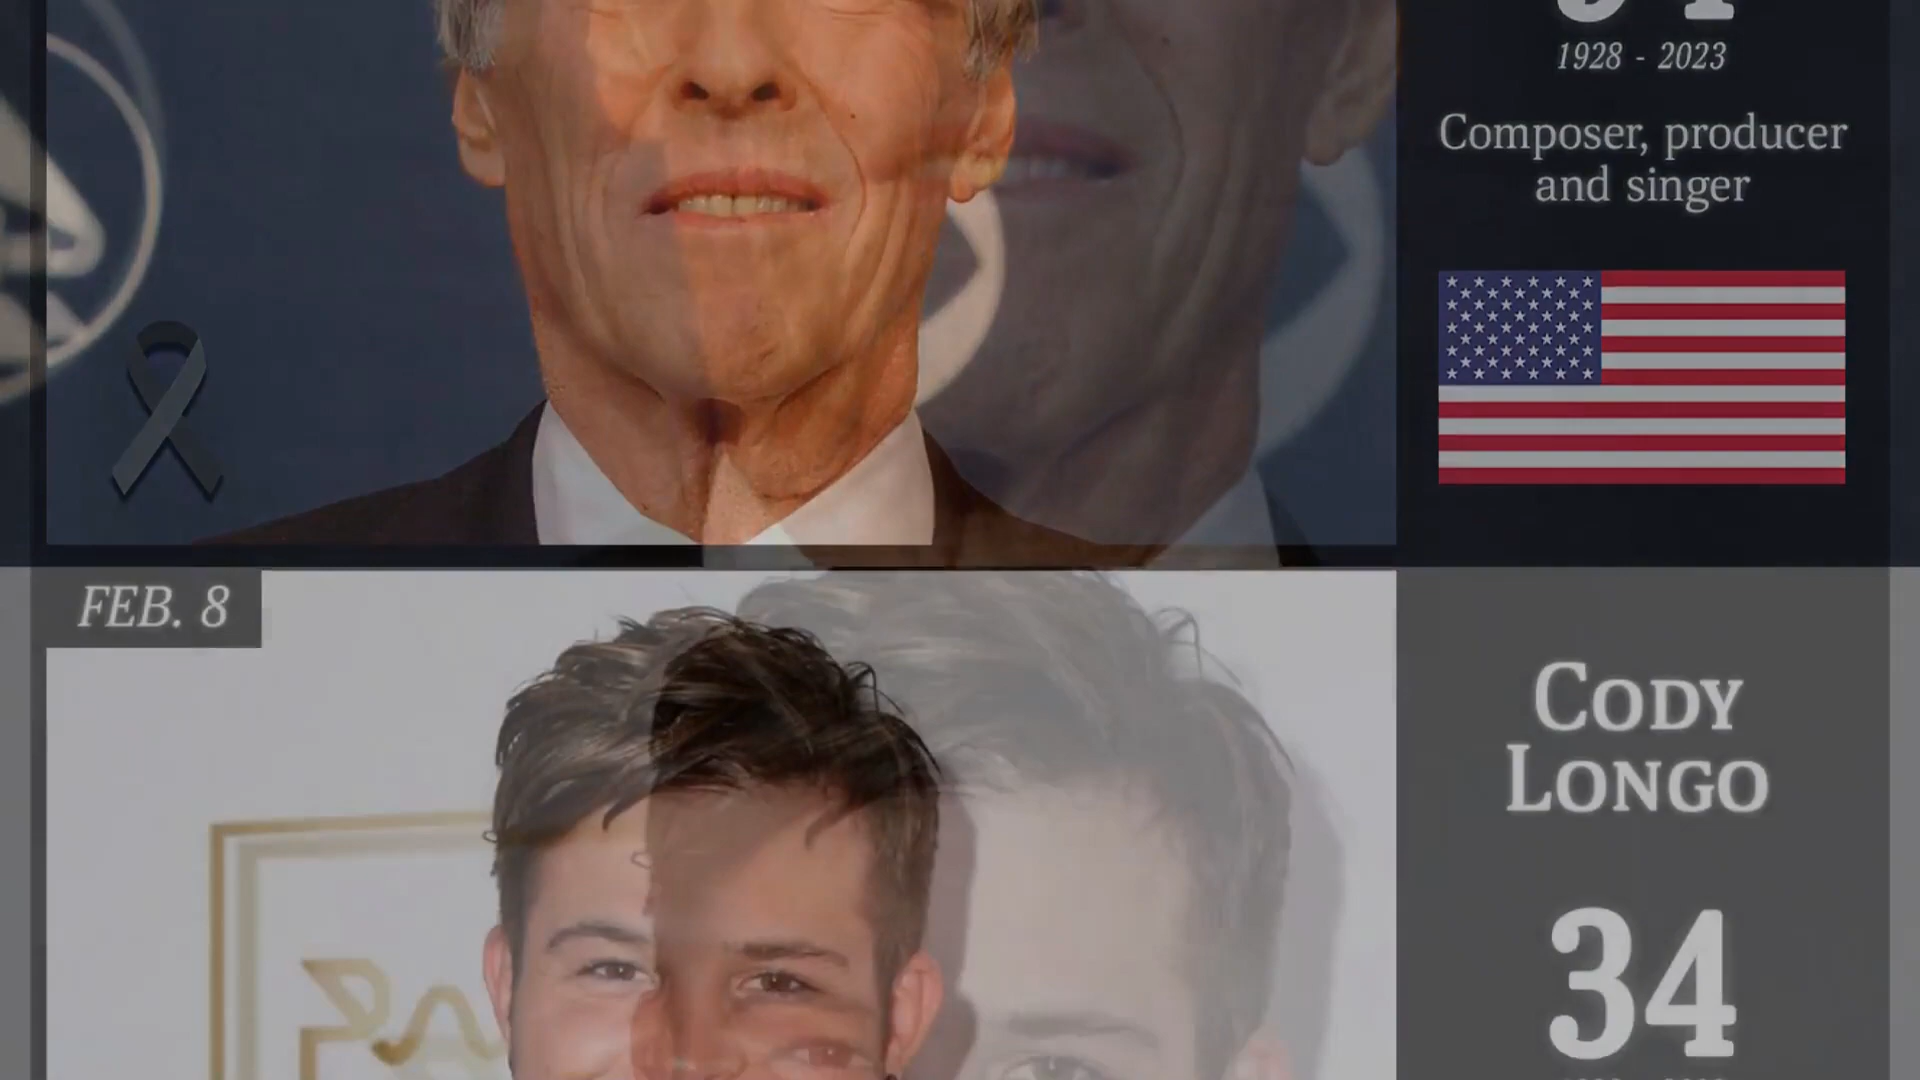 1928 - 2023
Composer, producer
and singer
FEB. 8
CODY
LONGO
34